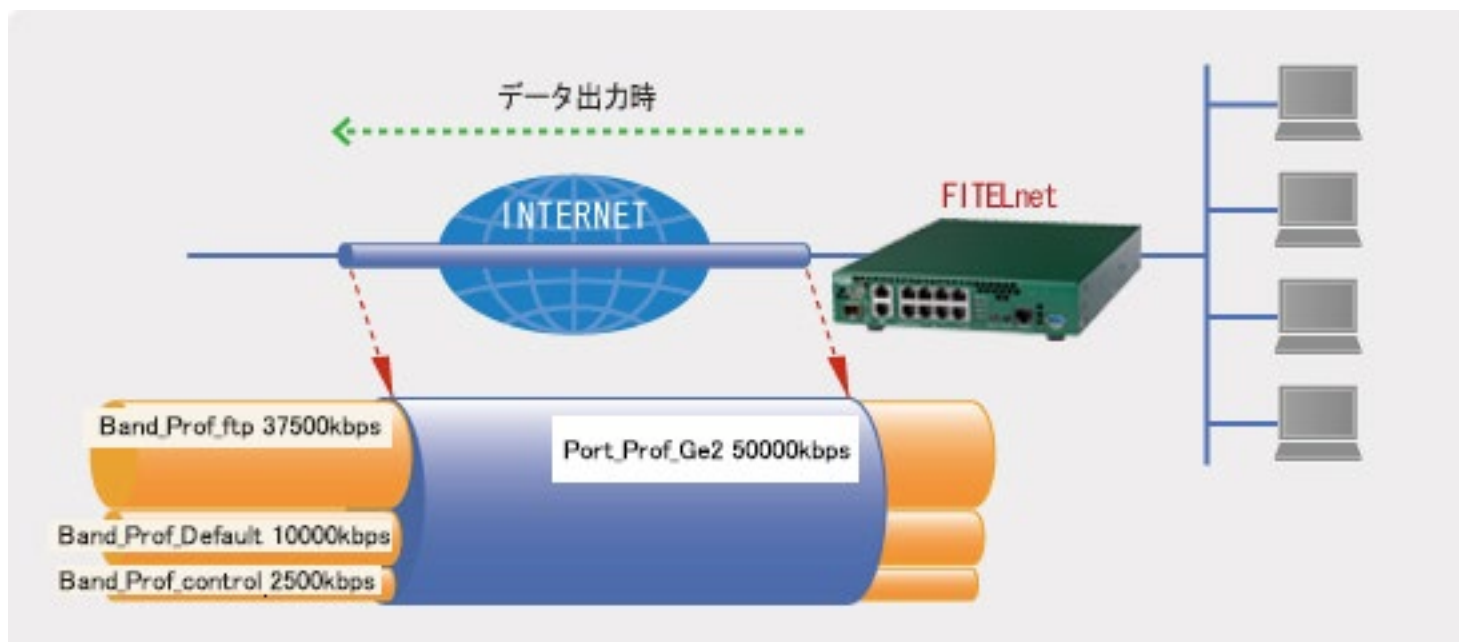 データ出力時
INTERNET
FITELnet
Band_Prof_ftp 37500kbps
Port_Prof_Ge2 50000kbps
Band_Prof_Default 10000kbps
Band_Prof_control 2500kbps